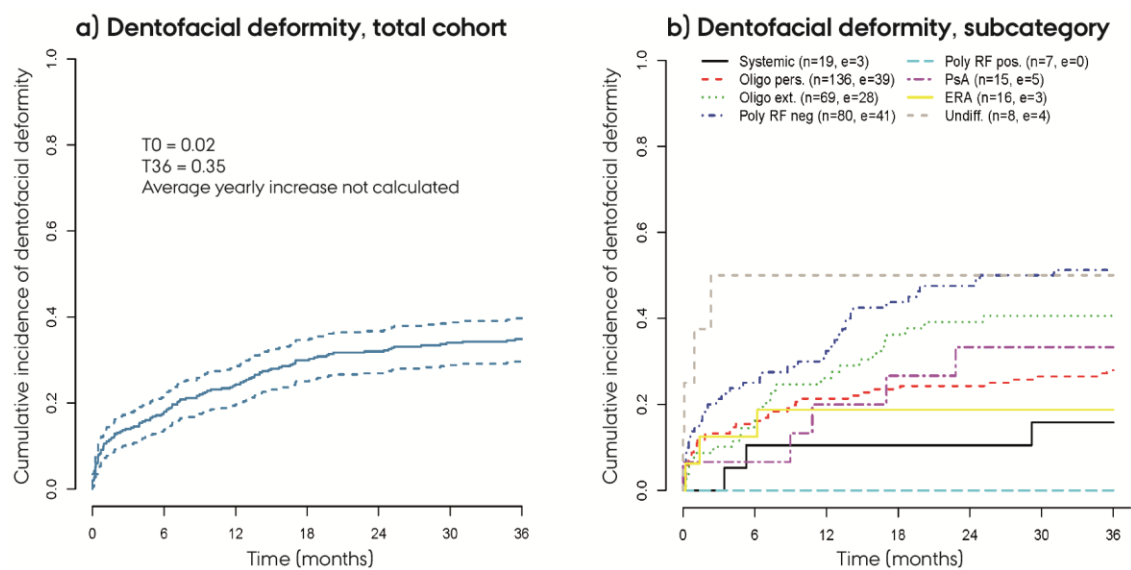 a) Dentofacial deformity, total cohort
Cumulative incidence of dentofacial deformity
1.0
0.8
0.6
0.4
0.2
0.0
T0 = 0.02
T36 = 0.35
Average yearly increase not calculated
0 6 12 18 24 30 36
Time (months)
b) Dentofacial deformity, subcategory
Cumulative incidence of dentofacial deformity
1.0
0.8
0.6
0.4
0.2
0.0
Systemic (n=19, e=3)
Oligo pers. (n=136, e=39)
Oligo ext. (n=69, e=28)
Poly RF neg (n=80, e=41)
Poly RF pos. (n=7, e=0)
PsA (n=15, e=5)
ERA (n=16, e=3)
Undiff. (n=8, e=4)
0 6 12 18 24 30 36
Time (months)